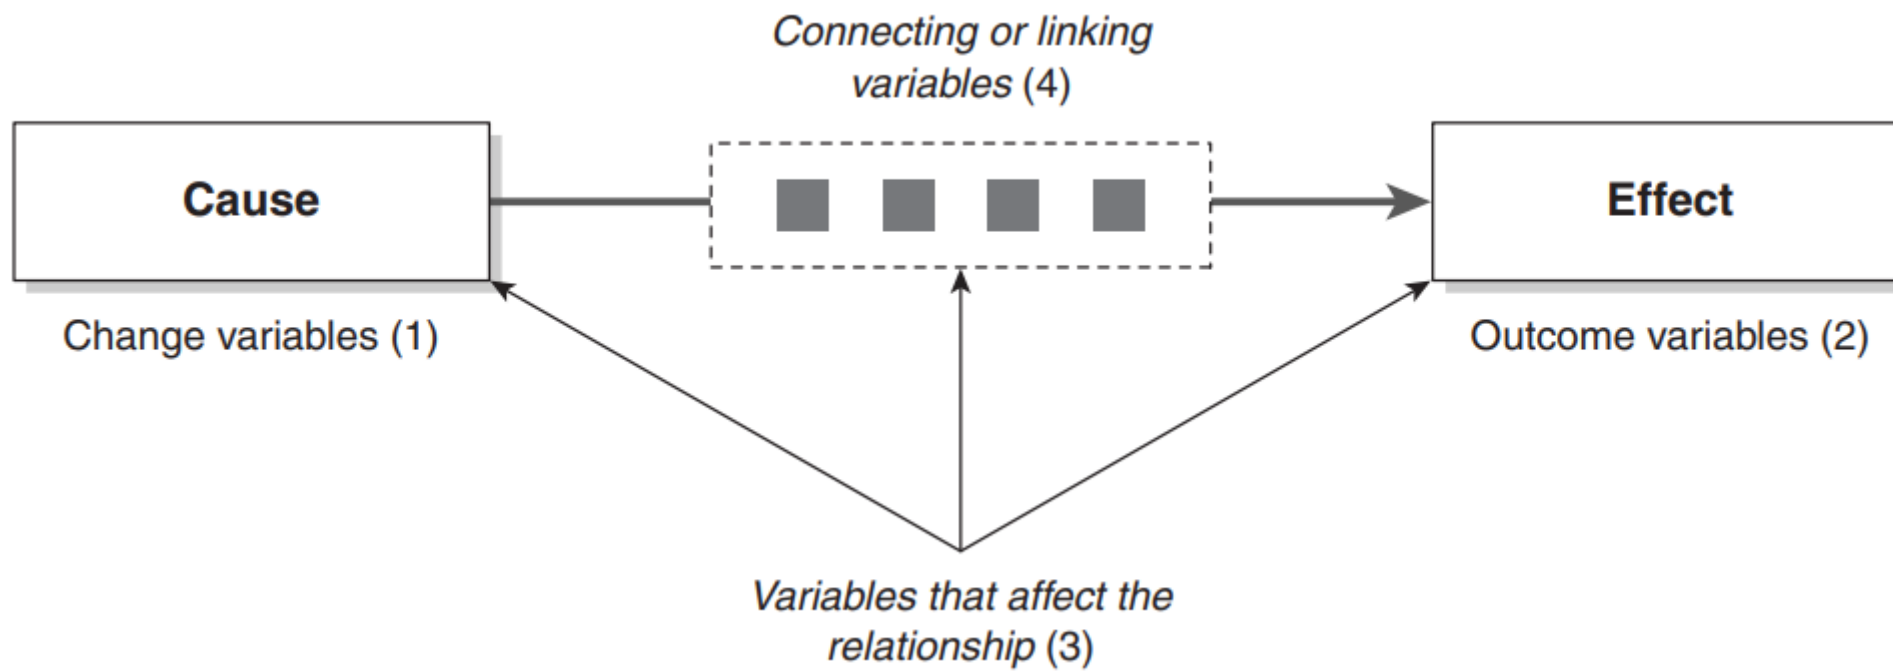 Connecting or linking
variables (4)
Cause
Effect
Change variables (1)
Outcome variables (2)
Variables that affect the
relationship (3)